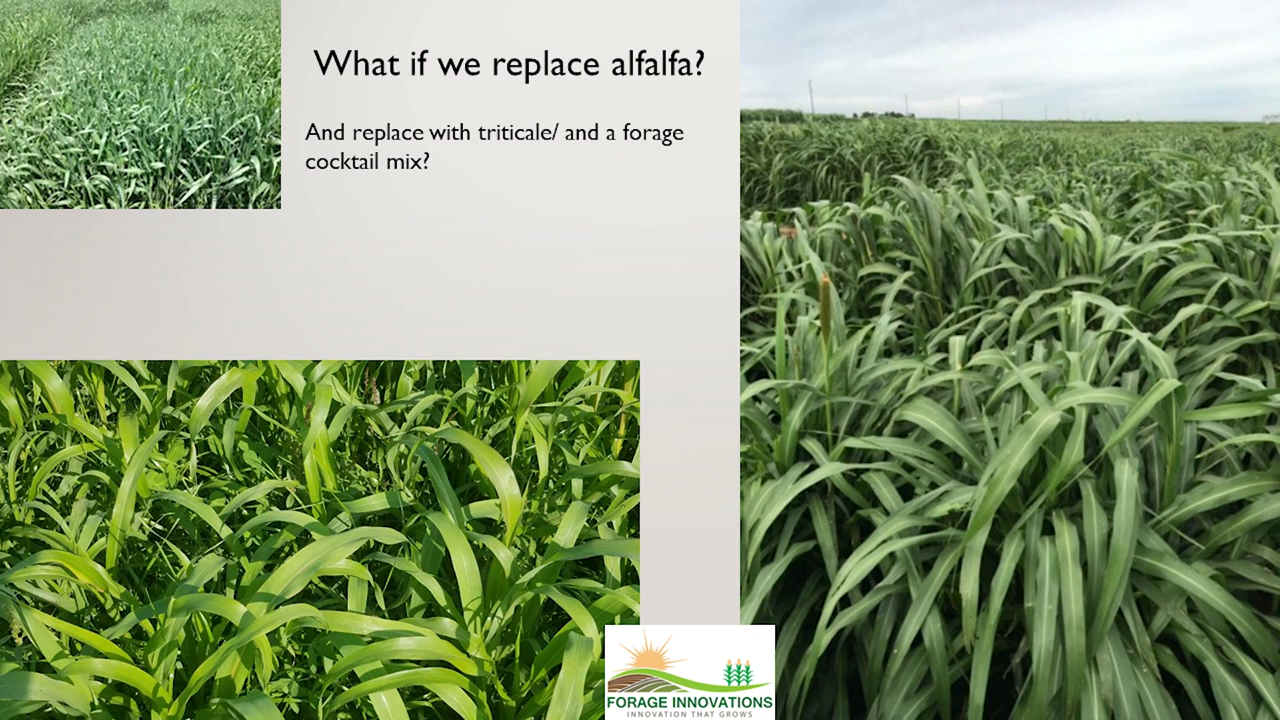 What if we replace alfalfa?
And replace with triticale/ and a forage
cocktail mix?
FORAGE INNOVATIONS
INNOVATION THAT GROWS